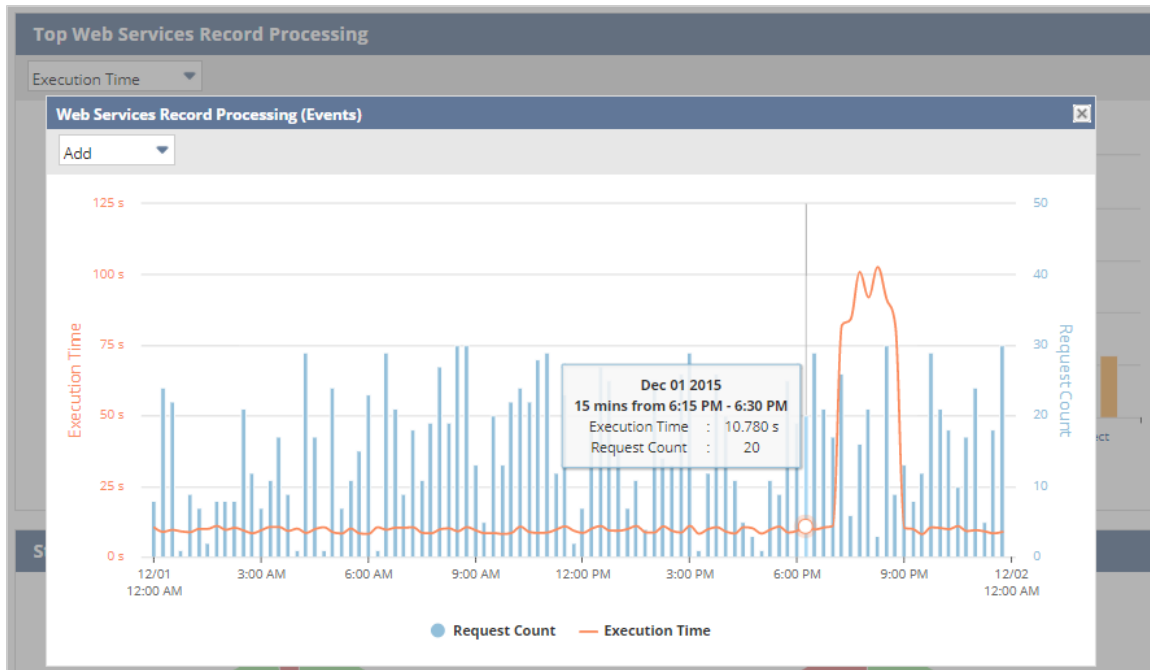 Top Web Services Record Processing
Execution Time
Web Services Record Processing (Events)
Add
125 s
100 s
75 s
50 s
25 s
0 s
Execution Time
50
40
30
20
10
0
Request Count
Dec 01 2015
15 mins from 6:15 PM - 6:30 PM
Execution Time : 10.780 s
Request Count : 20
12/01 3:00 AM 6:00 AM 9:00 AM 12:00 PM 3:00 PM 6:00 PM 9:00 PM 12/02
12:00 AM 12:00 AM
Request Count Execution Time